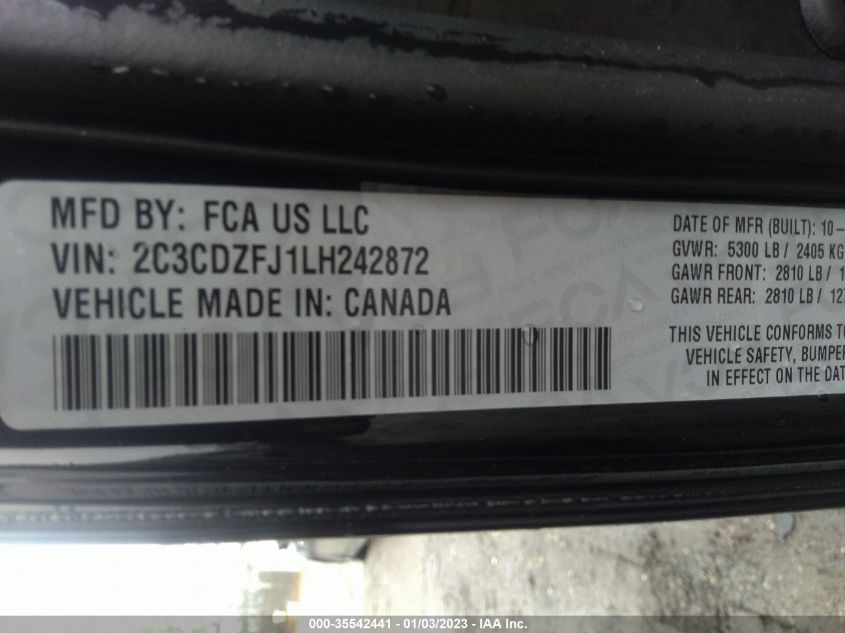 MFD BY: FCA US LLC
VIN: 2C3CDZFJ1LH242872
VEHICLE MADE IN: CANADA
DATE OF MFR (BUILT): 10-
GVWR: 5300 LB / 2405 KG
GAWR FRONT: 2810 LB / 1
GAWR REAR: 2810 LB / 127
THIS VEHICLE CONFORMS TO
VEHICLE SAFETY, BUMPER
IN EFFECT ON THE DAT
000-35542441 - 01/03/2023 - © IAA Inc.